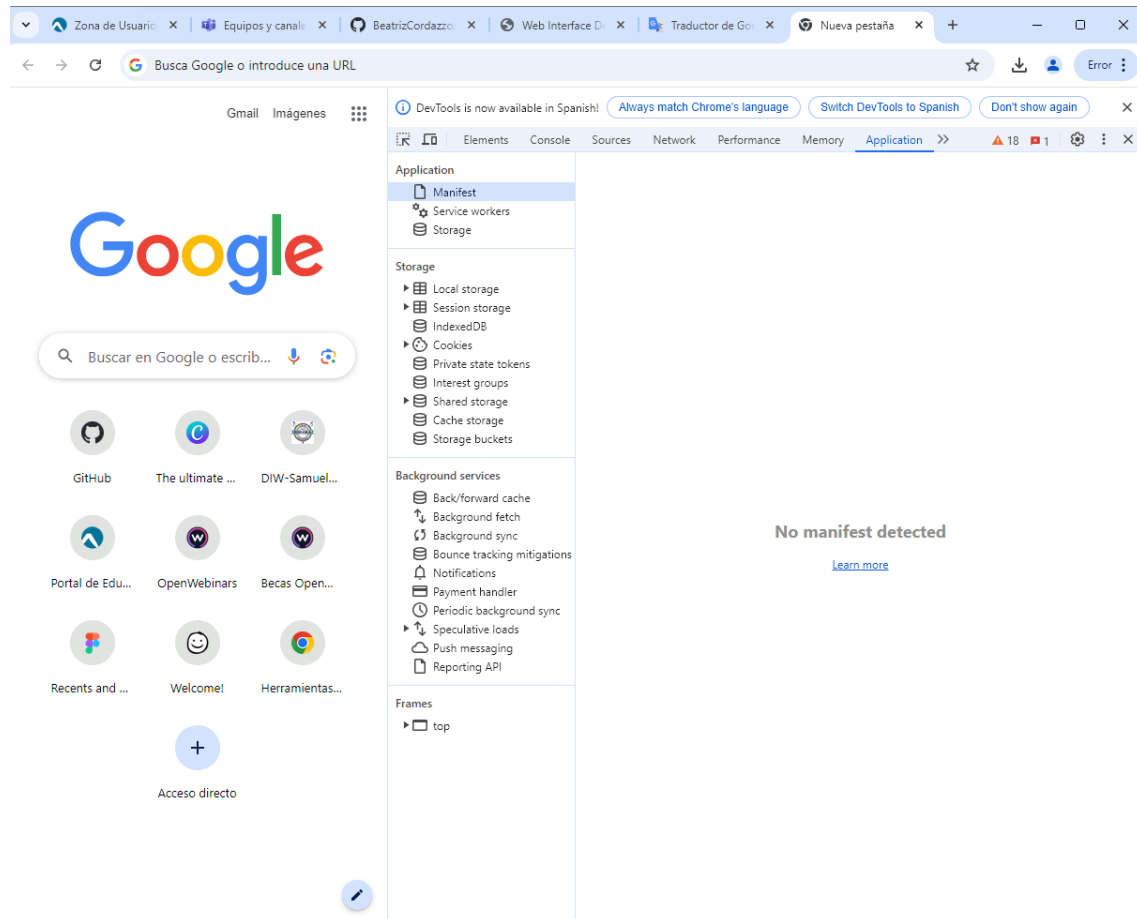 Zona de Usuario
Equipos y canale
BeatrizCordazzo
Web Interface D
Traductor de Go
Nueva pestaña
Busca Google o introduce una URL
Error
Gmail Imágenes
DevTools is now available in Spanish! Always match Chrome's language Switch DevTools to Spanish Don't show again
Elements Console Sources Network Performance Memory Application 18 1
Google
Buscar en Google o escrib...
GitHub The ultimate ... DIW-Samuel...
Portal de Edu... OpenWebinars Becas Open...
Recents and ... Welcome! Herramientas...
Acceso directo
Application
Manifest
Service workers
Storage
Storage
Local storage
Session storage
IndexedDB
Cookies
Private state tokens
Interest groups
Shared storage
Cache storage
Storage buckets
Background services
Back/forward cache
Background fetch
Background sync
Bounce tracking mitigations
Notifications
Payment handler
Periodic background sync
Speculative loads
Push messaging
Reporting API
Frames
top
No manifest detected
Learn more